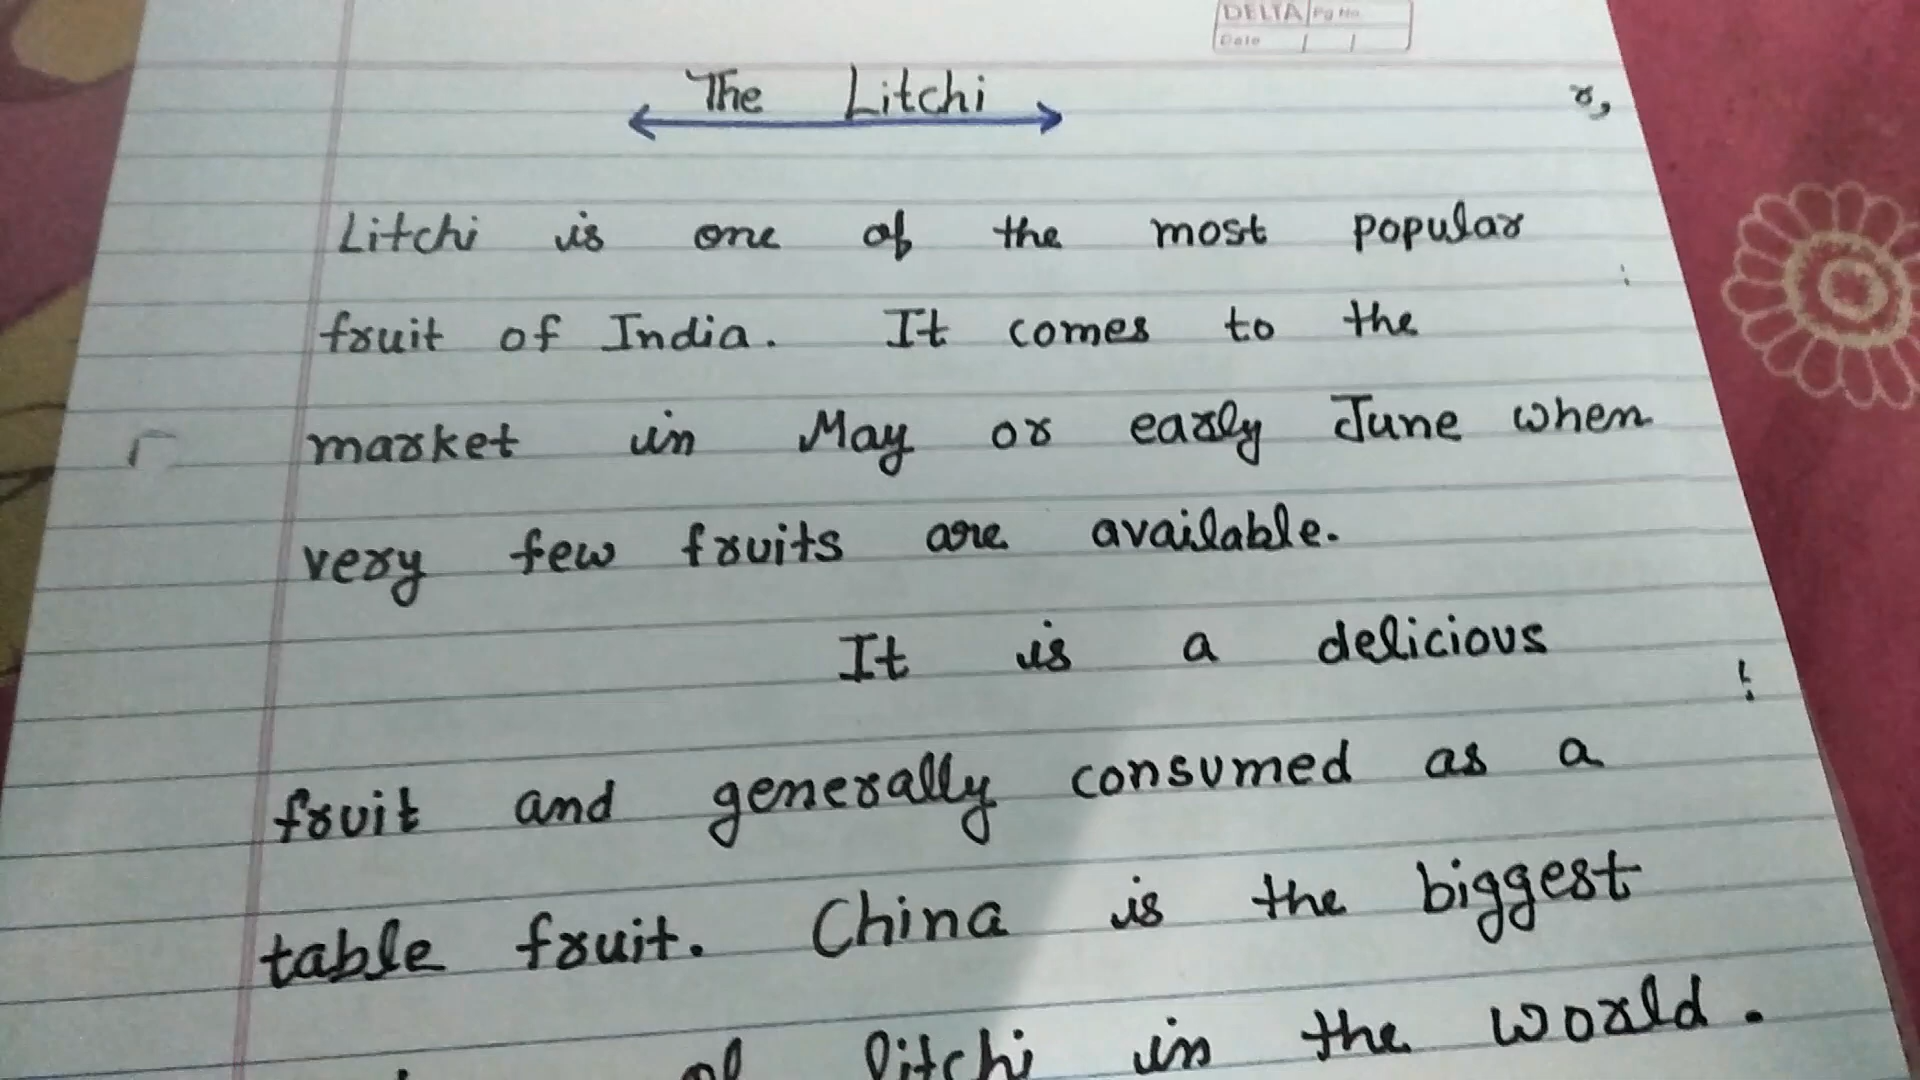 DELTA Pg No.
Date / /
The Litchi
Litchi is one of the most popular
fruit of India. It comes to the
market in May or early June when
very few fruits are available.
It is a delicious
fruit and generally consumed as a
table fruit. China is the biggest
of litchi in the world.